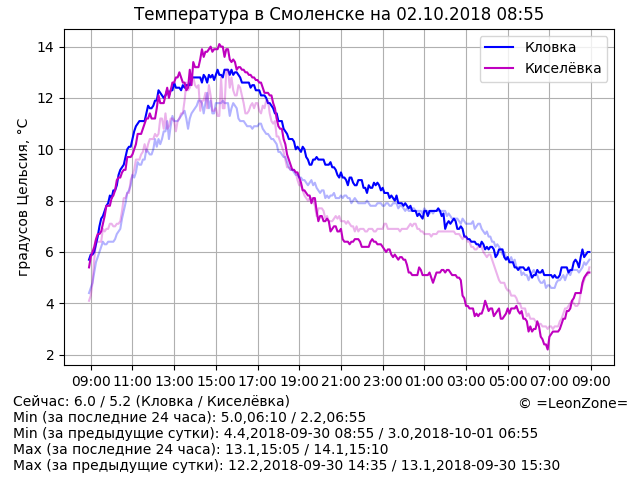 Температура в Смоленске на 02.10.2018 08:55
Кловка
Киселёвка
градусов Цельсия, °C
14
12
10
8
6
4
2
09:00 11:00 13:00 15:00 17:00 19:00 21:00 23:00 01:00 03:00 05:00 07:00 09:00
Сейчас: 6.0 / 5.2 (Кловка / Киселёвка)
© =LeonZone=
Min (за последние 24 часа): 5.0,06:10 / 2.2,06:55
Min (за предыдущие сутки): 4.4,2018-09-30 08:55 / 3.0,2018-10-01 06:55
Max (за последние 24 часа): 13.1,15:05 / 14.1,15:10
Max (за предыдущие сутки): 12.2,2018-09-30 14:35 / 13.1,2018-09-30 15:30